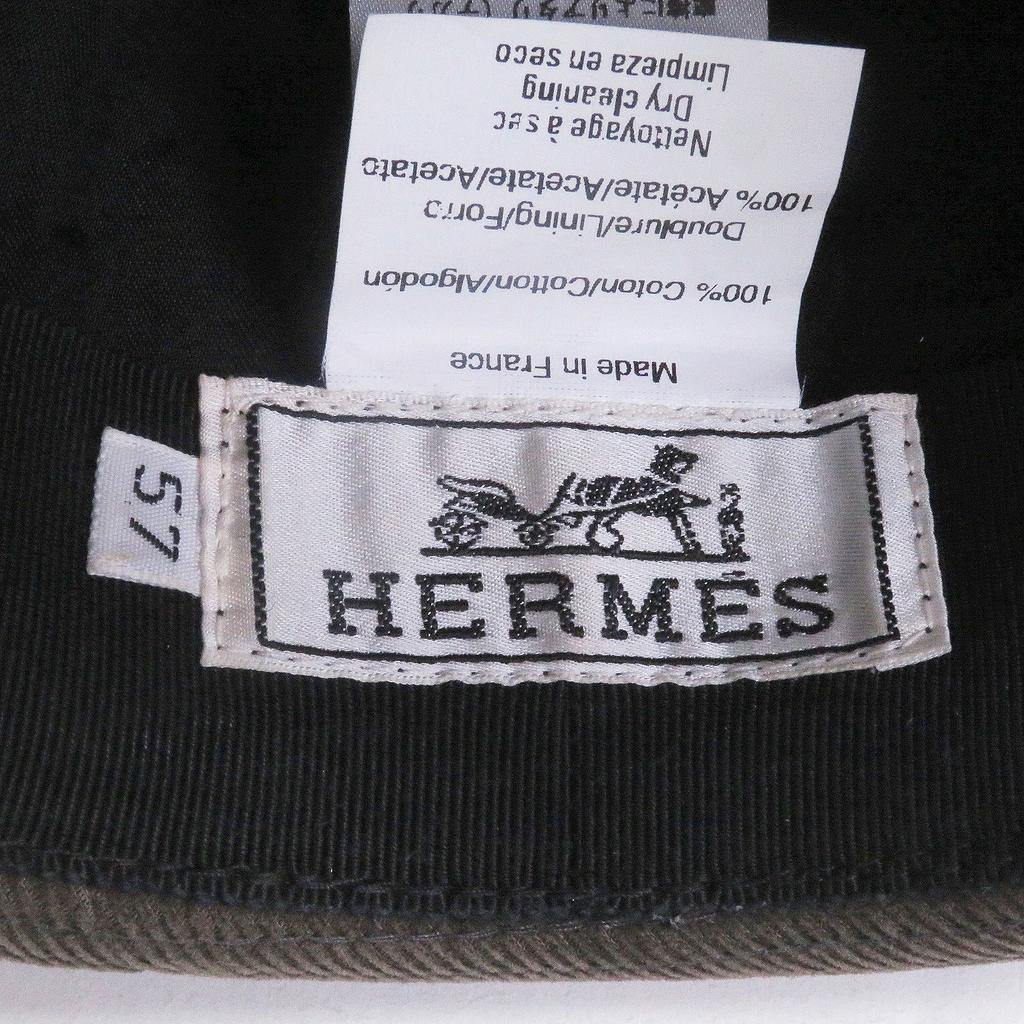 HERMÈS
57
Made in France
100% Coton/Cotton/Algodón
Doublure/Lining/Forro
100% Acétate/Acetate/Acetato
Nettoyage à sec
Dry cleaning
Limpieza en seco